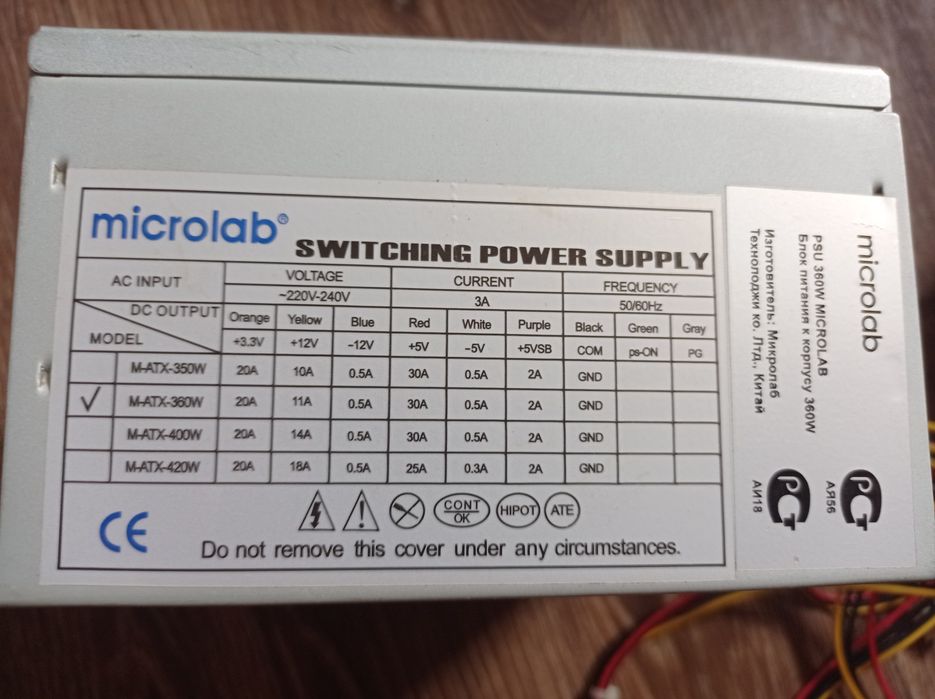 microlab®
SWITCHING POWER SUPPLY
AC INPUT VOLTAGE CURRENT FREQUENCY
~220V-240V 3A 50/60Hz
DC OUTPUT Orange Yellow Blue Red White Purple Black Green Gray
MODEL +3.3V +12V -12V +5V -5V +5VSB COM ps-ON PG
M-ATX-350W 20A 10A 0.5A 30A 0.5A 2A GND
✓ M-ATX-360W 20A 11A 0.5A 30A 0.5A 2A GND
M-ATX-400W 20A 14A 0.5A 30A 0.5A 2A GND
M-ATX-420W 20A 18A 0.5A 25A 0.3A 2A GND
CE
CONT
OK
HIPOT
ATE
Do not remove this cover under any circumstances.
microlab
PSU 360W MICROLAB
Блок питания к корпусу 360W
Изготовитель: Микролаб
Технолоджи ко. Лтд., Китай
РСТ
АЯ56
РСТ
АИ18